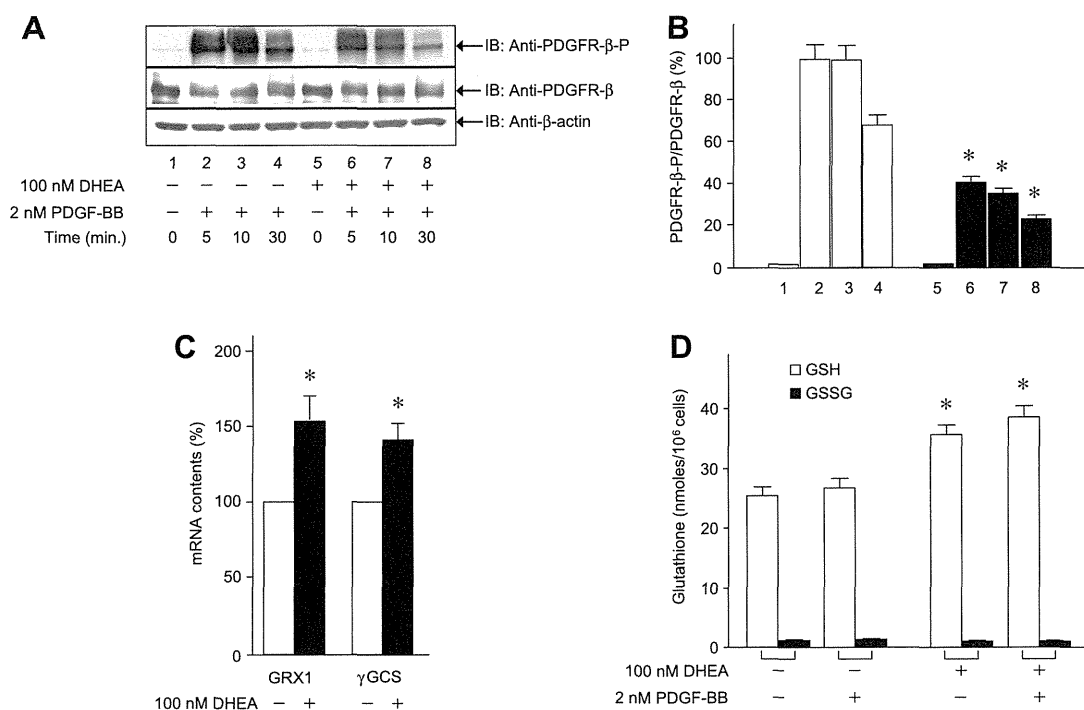 A
IB: Anti-PDGFR-β-P
IB: Anti-PDGFR-β
IB: Anti-β-actin
1 2 3 4 5 6 7 8
100 nM DHEA − − − − + + + +
2 nM PDGF-BB − + + + − + + +
Time (min.) 0 5 10 30 0 5 10 30
B
PDGFR-β-P/PDGFR-β (%)
100
80
60
40
20
0
* * *
1 2 3 4 5 6 7 8
C
mRNA contents (%)
200
150
100
50
0
* *
GRX1 γGCS
100 nM DHEA − + − +
D
GSH
GSSG
Glutathione (nmoles/10⁶ cells)
40
30
20
10
0
* *
100 nM DHEA − − + +
2 nM PDGF-BB − + − +